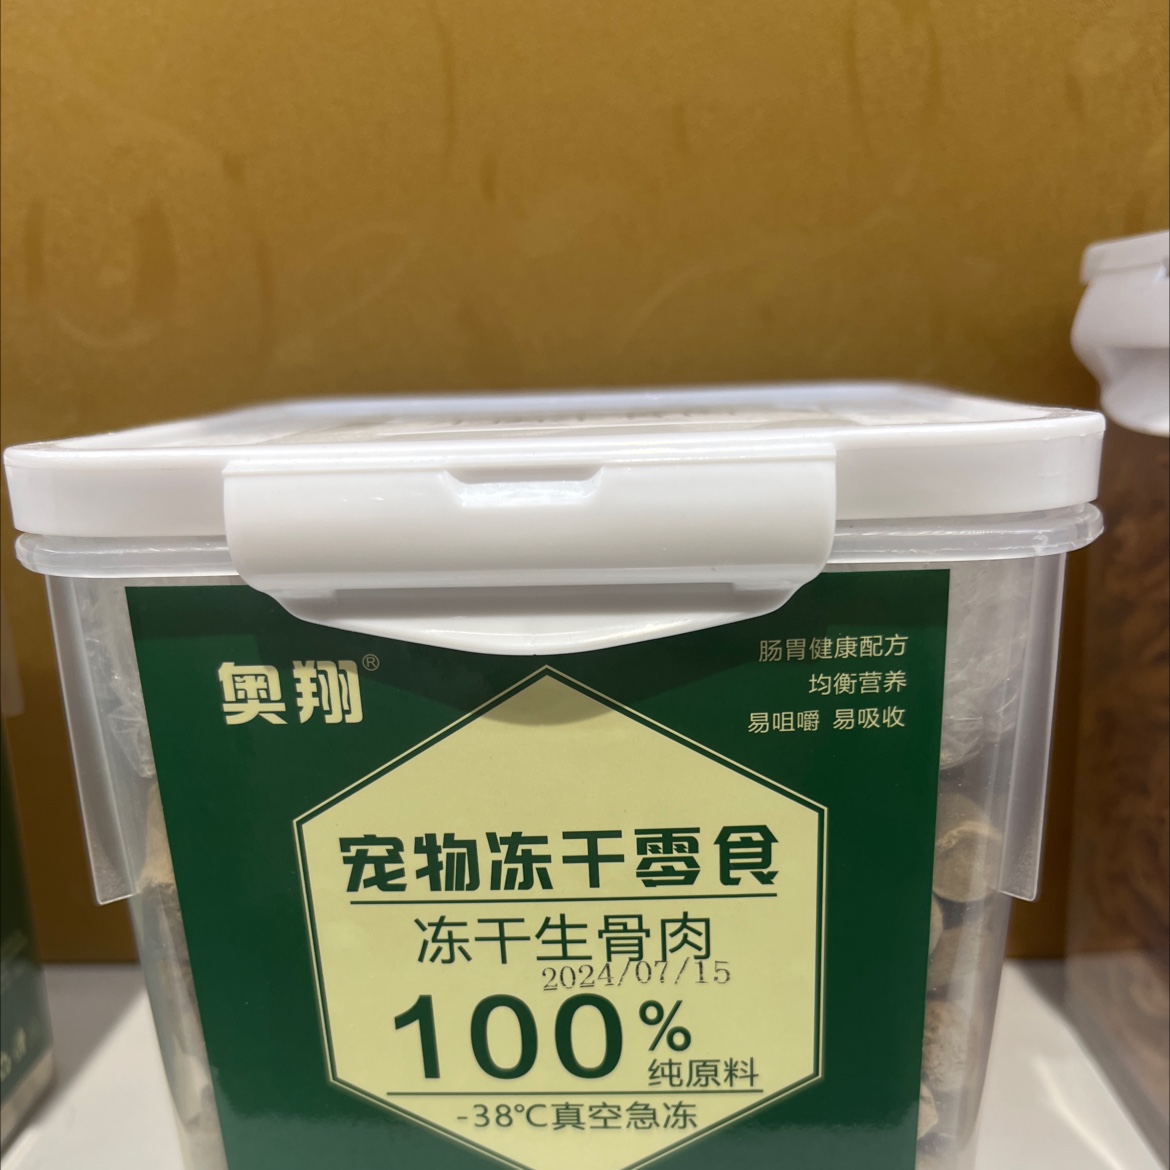 奥翔®
肠胃健康配方
均衡营养
易咀嚼 易吸收
宠物冻干零食
冻干生骨肉
2024/07/15
100%
纯原料
-38℃真空急冻